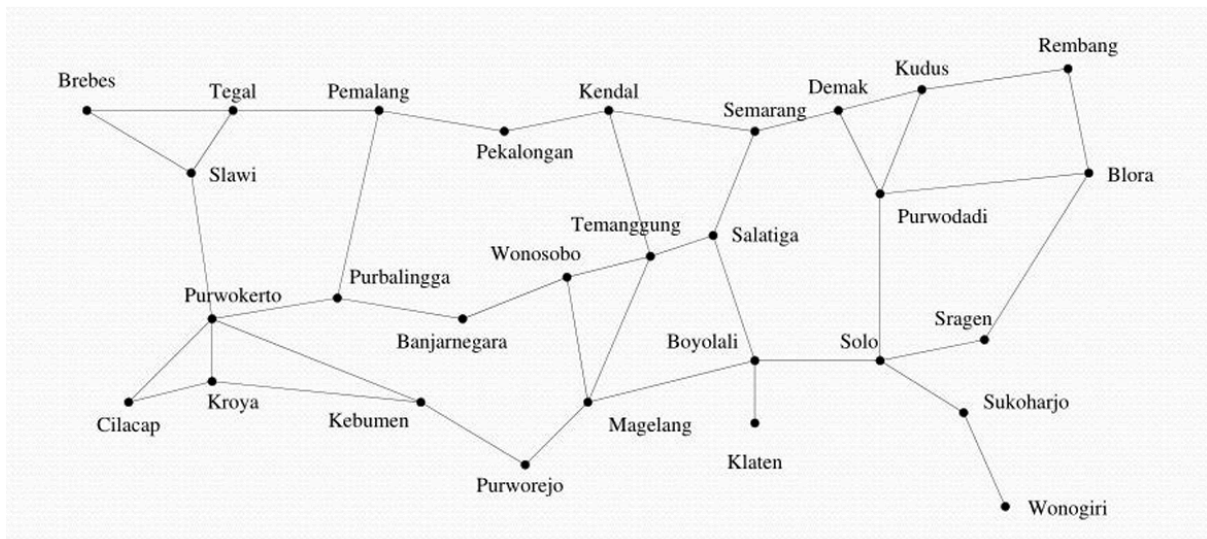 Rembang
Kudus
Brebes
Tegal
Pemalang
Kendal
Demak
Semarang
Pekalongan
Slawi
Blora
Purwodadi
Temanggung
Salatiga
Wonosobo
Purbalingga
Purwokerto
Banjarnegara
Boyolali
Solo
Sragen
Sukoharjo
Kroya
Cilacap
Kebumen
Magelang
Klaten
Purworejo
Wonogiri